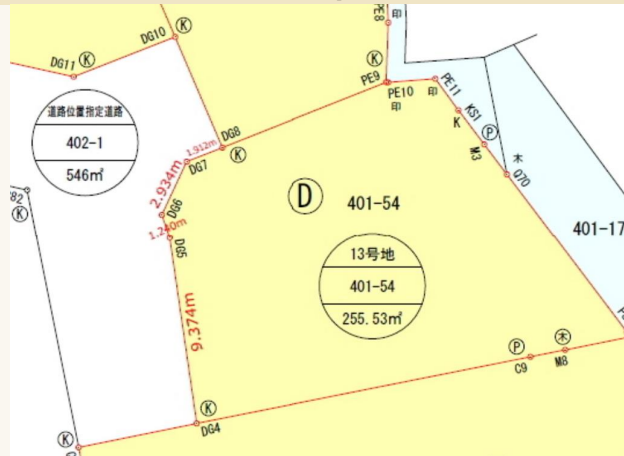 PE8
印
DG10
Ⓚ
DG11
Ⓚ
道路位置指定道路
402-1
546㎡
Ⓚ
PE9
PE10
印
印
PE11
KS1
K
Ⓟ
M3
木
Q70
DG8
1.912m
Ⓚ
DG7
2.934m
DG6
1.240m
DG5
Ⓚ
Ⓓ
401-54
401-17
13号地
401-54
255.53㎡
9.374m
Ⓟ
C9
㊍
M8
Ⓚ
DG4
Ⓚ